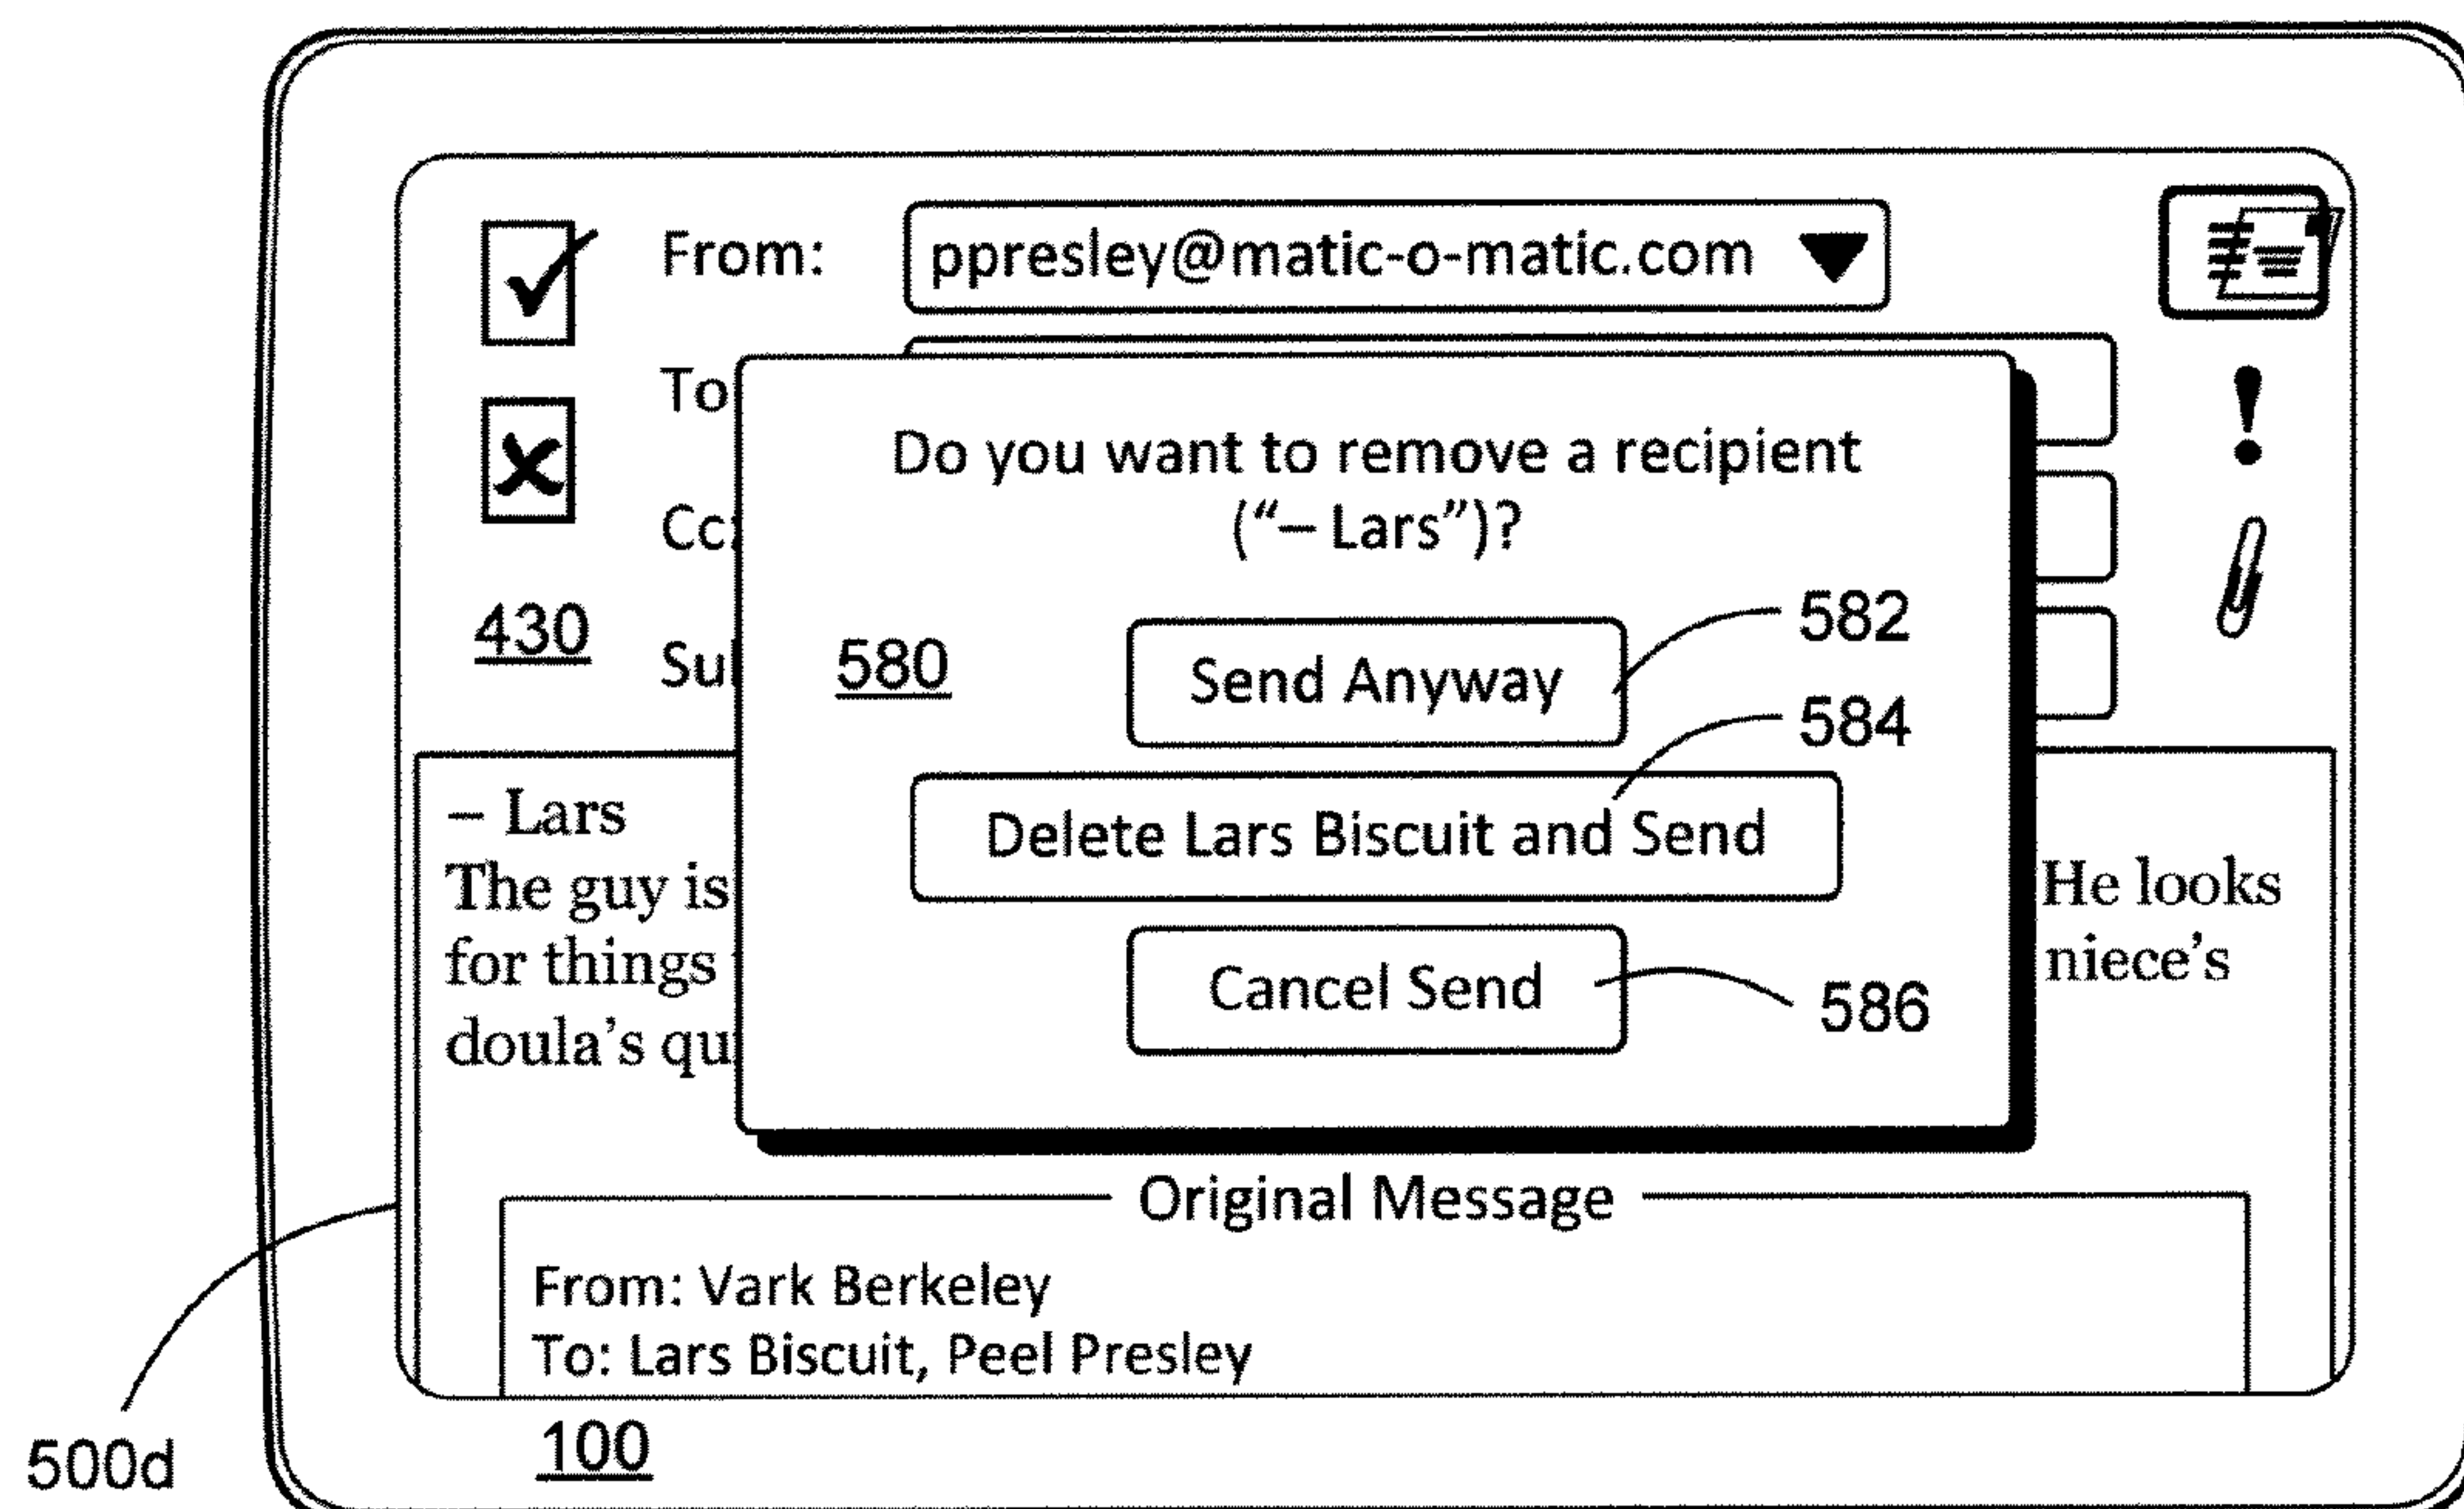 From: ppresley@matic-o-matic.com
To
Do you want to remove a recipient
(“– Lars”)?
Cc:
430
Su
580
Send Anyway
582
584
– Lars
Delete Lars Biscuit and Send
The guy is
He looks
for things
niece’s
Cancel Send
586
doula’s qu
Original Message
From: Vark Berkeley
To: Lars Biscuit, Peel Presley
100
500d